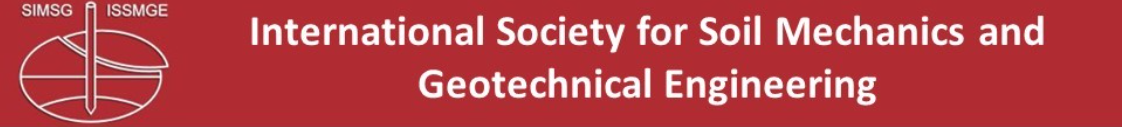 SIMSG ISSMGE
International Society for Soil Mechanics and
Geotechnical Engineering